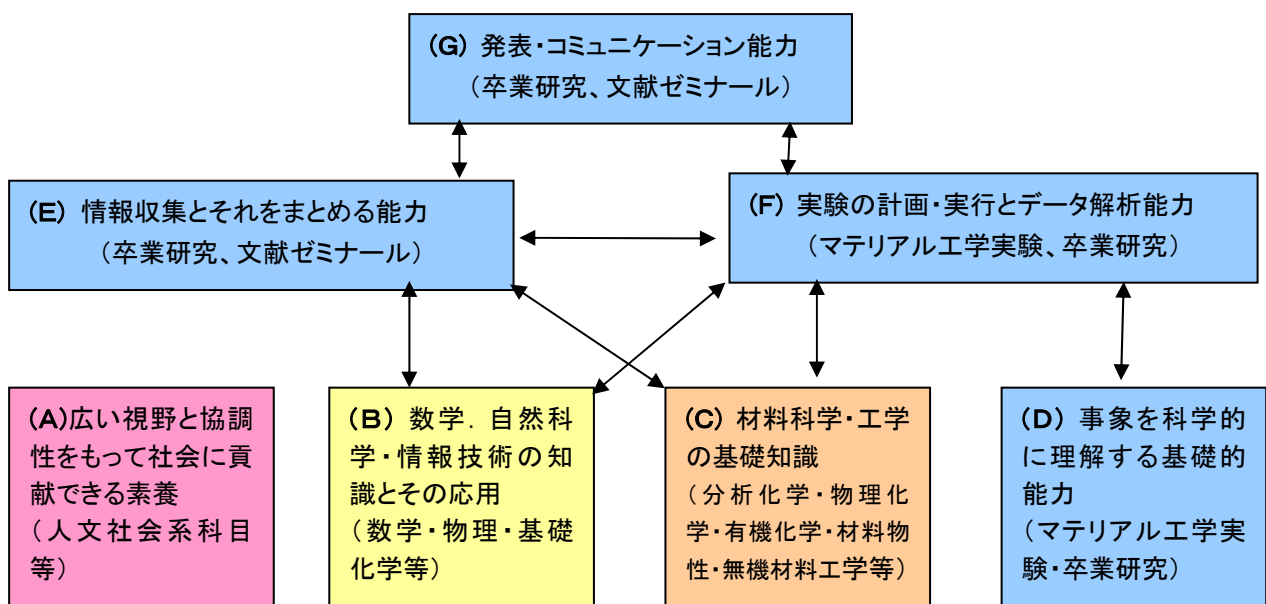 (G) 発表・コミュニケーション能力
(卒業研究、文献ゼミナール)
(E) 情報収集とそれをまとめる能力
(卒業研究、文献ゼミナール)
(F) 実験の計画・実行とデータ解析能力
(マテリアル工学実験、卒業研究)
(A)広い視野と協調
性をもって社会に貢
献できる素養
(人文社会系科目
等)
(B) 数学. 自然科
学・情報技術の知
識とその応用
(数学・物理・基礎
化学等)
(C) 材料科学・工学
の基礎知識
(分析化学・物理化
学・有機化学・材料物
性・無機材料工学等)
(D) 事象を科学的
に理解する基礎的
能力
(マテリアル工学実
験・卒業研究)